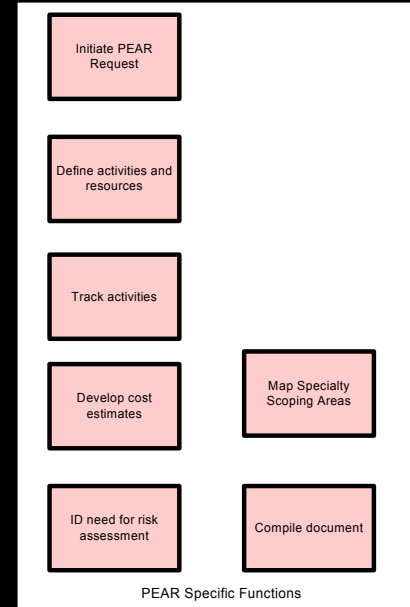 Initiate PEAR
Request
Define activities and
resources
Track activities
Develop cost
estimates
Map Specialty
Scoping Areas
ID need for risk
assessment
Compile document
PEAR Specific Functions